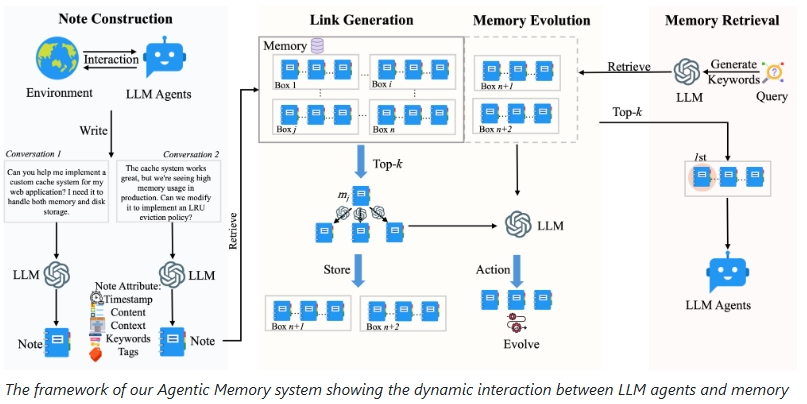 Note Construction
Interaction
Environment
LLM Agents
Write
Conversation 1
Can you help me implement a
custom cache system for my
web application? I need it to
handle both memory and disk
storage.
Conversation 2
The cache system works
great, but we're seeing high
memory usage in
production. Can we modify
it to implement an LRU
eviction policy?
LLM
LLM
Note Attribute:
Timestamp
Content
Context
Keywords
Tags
Note
Note
Retrieve
Link Generation
Memory
Box 1
Box i
Box j
Box n
Top-k
mj
Store
Box n+1
Box n+2
Memory Evolution
Box n+1
Box n+2
LLM
Action
Evolve
Memory Retrieval
Retrieve
LLM
Generate
Keywords
Query
Top-k
1st
LLM Agents
The framework of our Agentic Memory system showing the dynamic interaction between LLM agents and memory